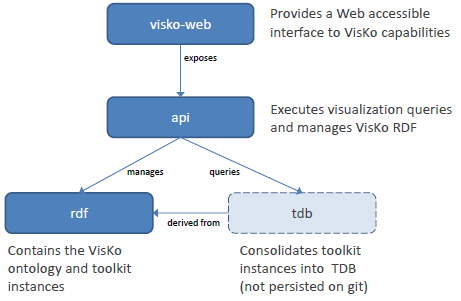 visko-web
Provides a Web accessible
interface to VisKo capabilities
exposes
api
Executes visualization queries
and manages VisKo RDF
manages
queries
rdf
derived from
tdb
Contains the VisKo
ontology and toolkit
instances
Consolidates toolkit
instances into TDB
(not persisted on git)